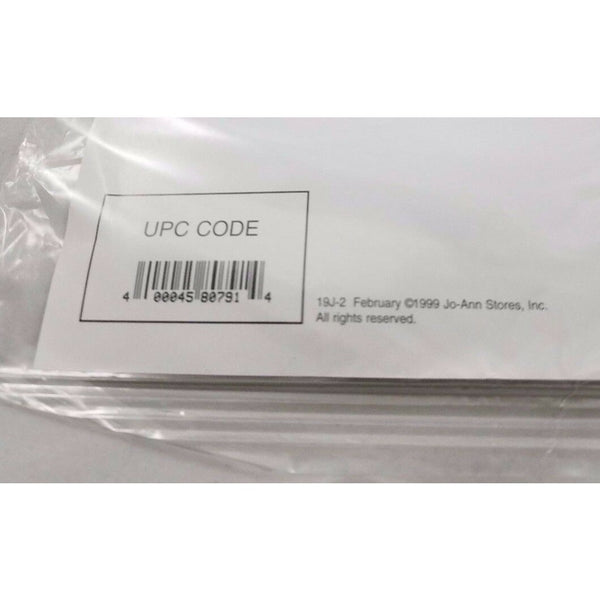 UPC CODE
4 00045 80791 4
19J-2 February ©1999 Jo-Ann Stores, Inc.
All rights reserved.